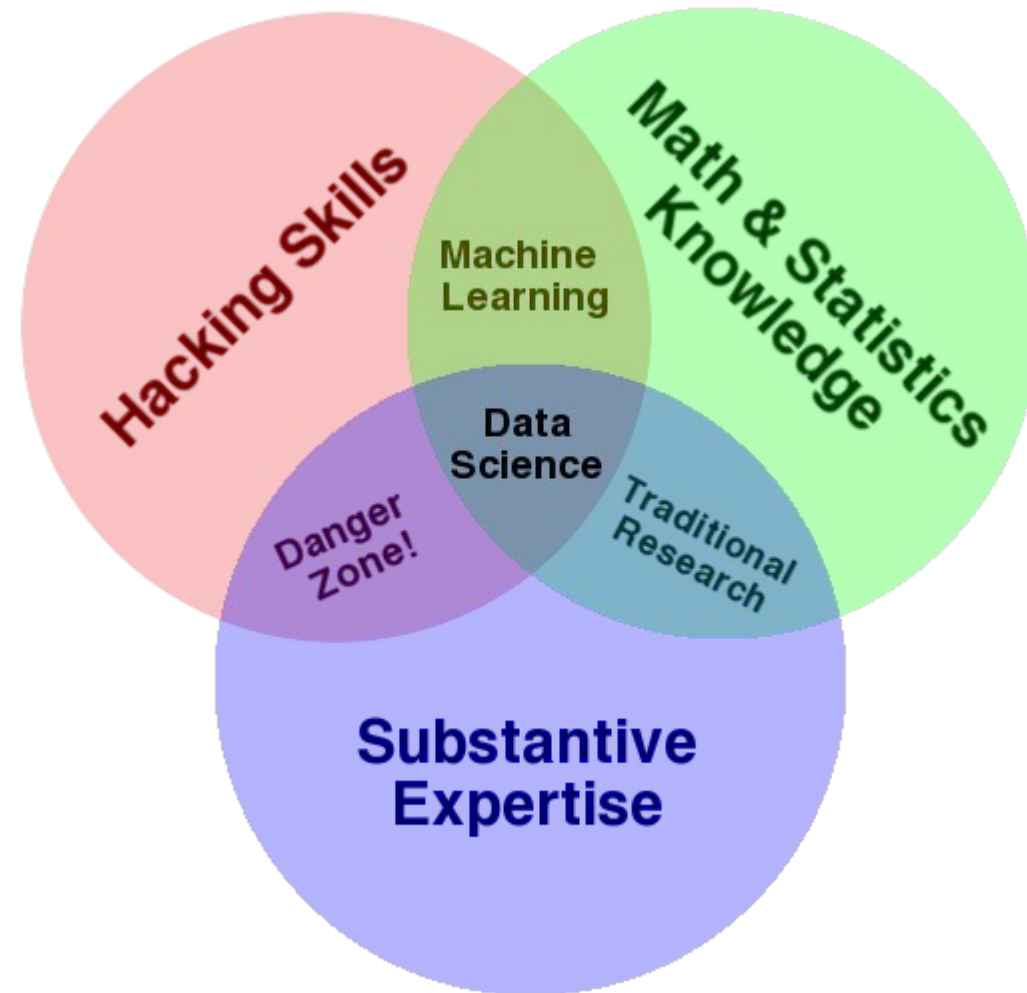 Hacking Skills
Math & Statistics
Knowledge
Machine
Learning
Data
Science
Danger
Zone!
Traditional
Research
Substantive
Expertise